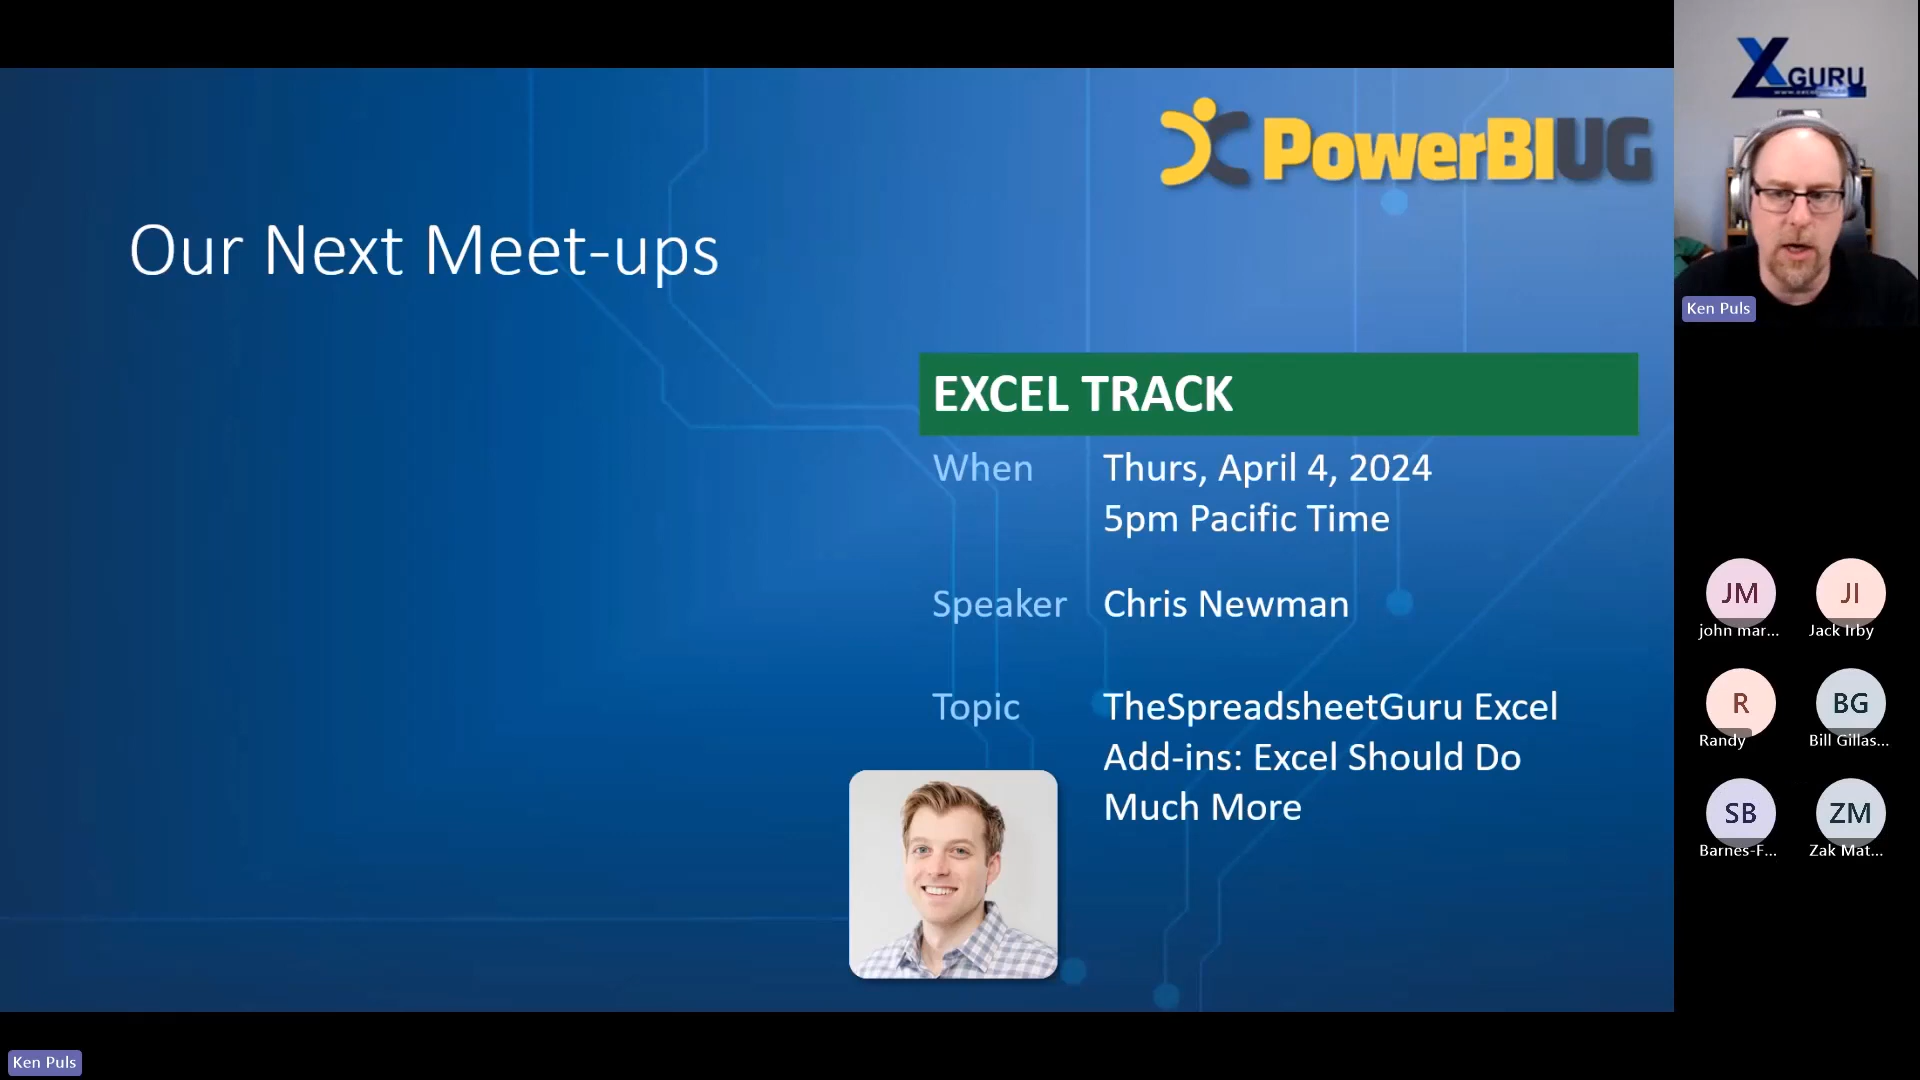 PowerBIUG
Our Next Meet-ups
EXCEL TRACK
When Thurs, April 4, 2024
5pm Pacific Time
Speaker Chris Newman
Topic TheSpreadsheetGuru Excel
Add-ins: Excel Should Do
Much More
GURU
Ken Puls
JM JI
john mar... Jack Irby
R BG
Randy Bill Gillas...
SB ZM
Barnes-F... Zak Mat...
Ken Puls